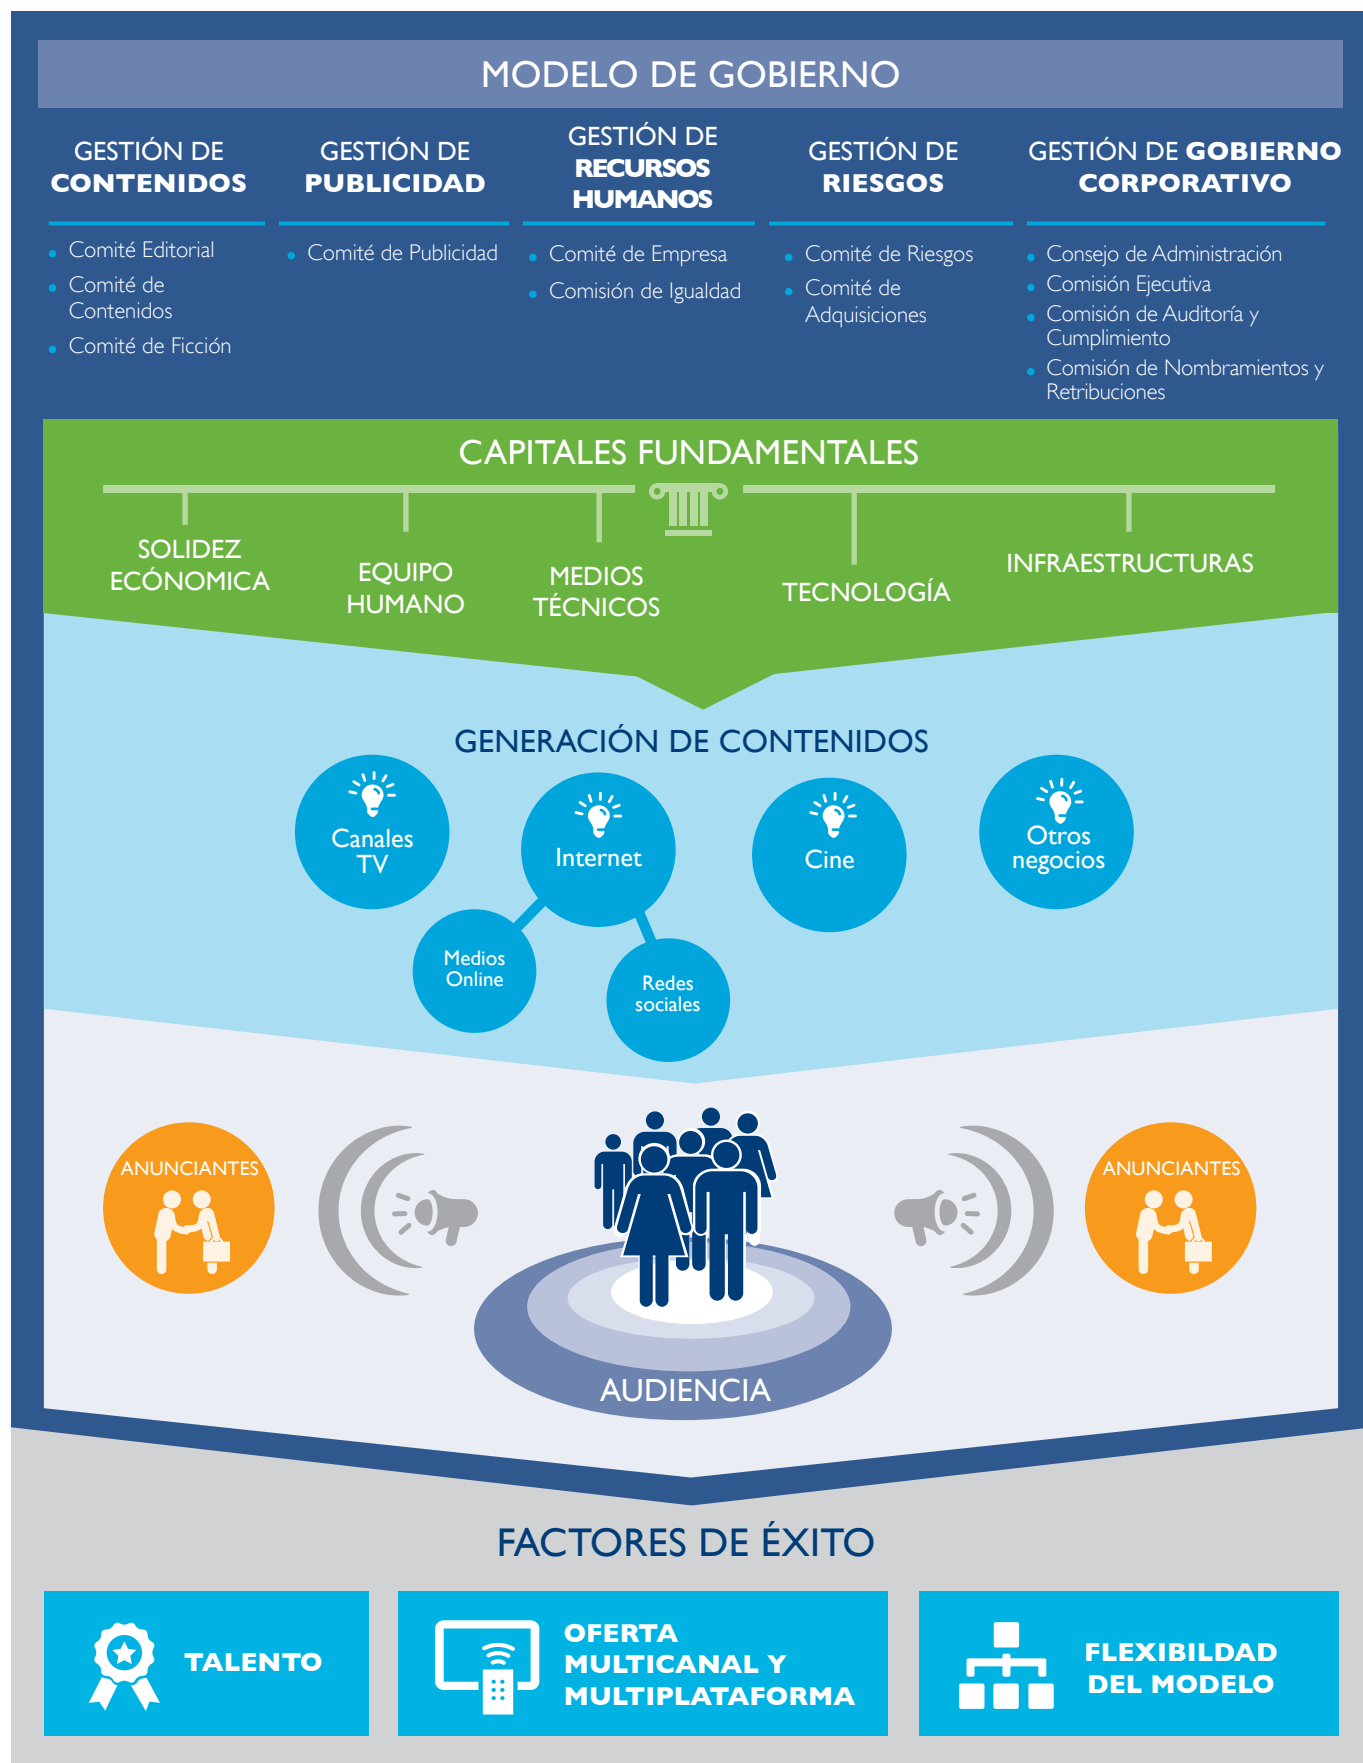 MODELO DE GOBIERNO
GESTIÓN DE
CONTENIDOS
Comité Editorial
Comité de
Contenidos
Comité de Ficción
GESTIÓN DE
PUBLICIDAD
Comité de Publicidad
GESTIÓN DE
RECURSOS
HUMANOS
Comité de Empresa
Comisión de Igualdad
GESTIÓN DE
RIESGOS
Comité de Riesgos
Comité de
Adquisiciones
GESTIÓN DE GOBIERNO
CORPORATIVO
Consejo de Administración
Comisión Ejecutiva
Comisión de Auditoría y
Cumplimiento
Comisión de Nombramientos y
Retribuciones
CAPITALES FUNDAMENTALES
SOLIDEZ
ECÓNOMICA
EQUIPO
HUMANO
MEDIOS
TÉCNICOS
TECNOLOGÍA
INFRAESTRUCTURAS
GENERACIÓN DE CONTENIDOS
Canales
TV
Internet
Cine
Otros
negocios
Medios
Online
Redes
sociales
ANUNCIANTES
ANUNCIANTES
AUDIENCIA
FACTORES DE ÉXITO
TALENTO
OFERTA
MULTICANAL Y
MULTIPLATAFORMA
FLEXIBILDAD
DEL MODELO